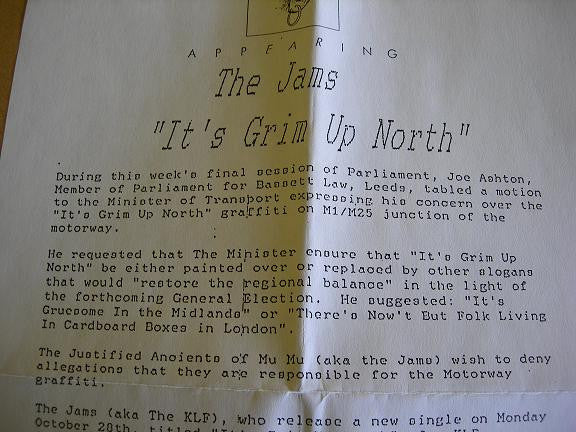 APPEARING
The Jams
"It's Grim Up North"
During this week's final session of Parliament, Joe Ashton,
Member of Parliament for Bassett Law, Leeds, tabled a motion
to the Minister of Transport expressing his concern over the
"It's Grim Up North" graffiti on M1/M25 junction of the
motorway.
He requested that The Minister ensure that "It's Grim Up
North" be either painted over or replaced by other slogans
that would "restore the regional balance" in the light of
the forthcoming General Election. He suggested: "It's
Gruesome In the Midlands" or "There's Now't But Folk Living
In Cardboard Boxes in London".
The Justified Ancients of Mu Mu (aka the Jams) wish to deny
allegations that they are responsible for the Motorway
graffiti.
The Jams (aka The KLF), who release a new single on Monday
October 28th, titled